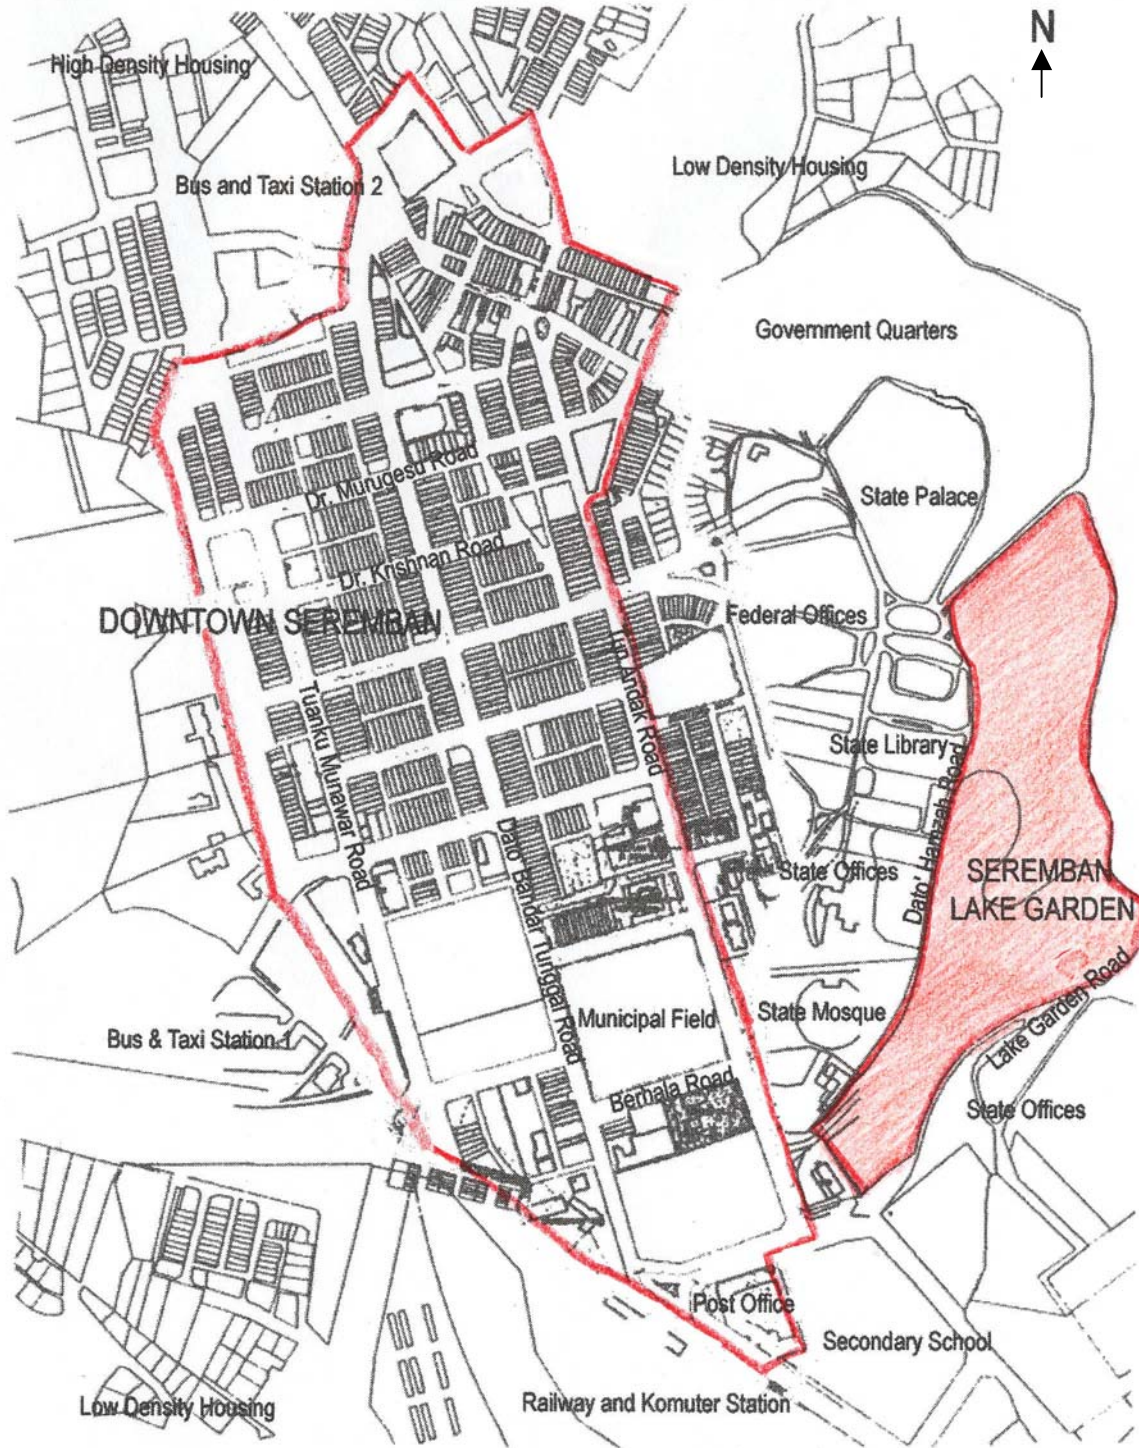 N
High Density Housing
Low Density Housing
Bus and Taxi Station 2
Government Quarters
Dr. Murugesu Road
State Palace
Dr. Krishnan Road
DOWNTOWN SEREMBAN
Federal Offices
Tun Andak Road
Tuanku Munawar Road
State Library
Dato' Hamzah Road
State Offices
SEREMBAN
LAKE GARDEN
Dato' Bandar Tunggal Road
Municipal Field
State Mosque
Lake Garden Road
Bus & Taxi Station 1
Berhala Road
State Offices
Post Office
Secondary School
Low Density Housing
Railway and Komuter Station